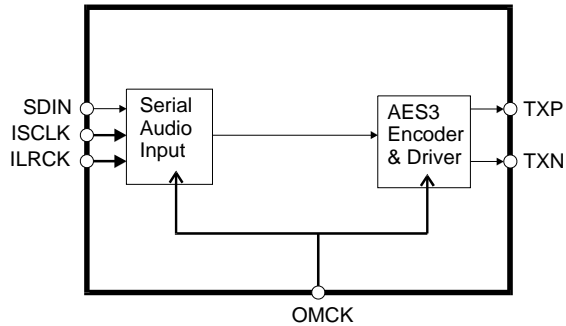 SDIN
ISCLK
ILRCK
Serial
Audio
Input
AES3
Encoder
& Driver
TXP
TXN
OMCK